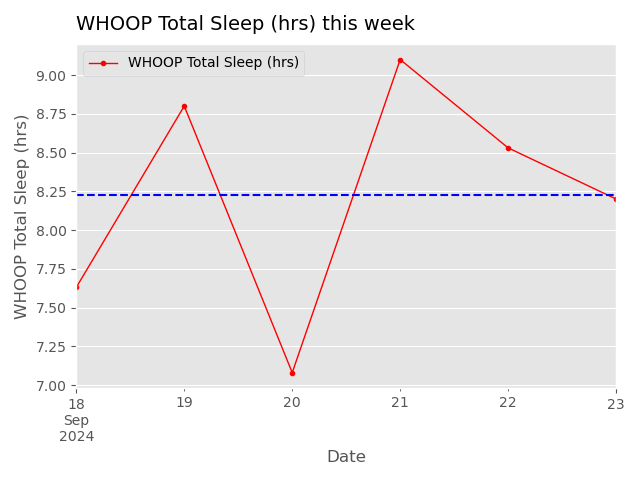 WHOOP Total Sleep (hrs) this week
WHOOP Total Sleep (hrs)
WHOOP Total Sleep (hrs)
9.00
8.75
8.50
8.25
8.00
7.75
7.50
7.25
7.00
18 19 20 21 22 23
Sep
2024
Date